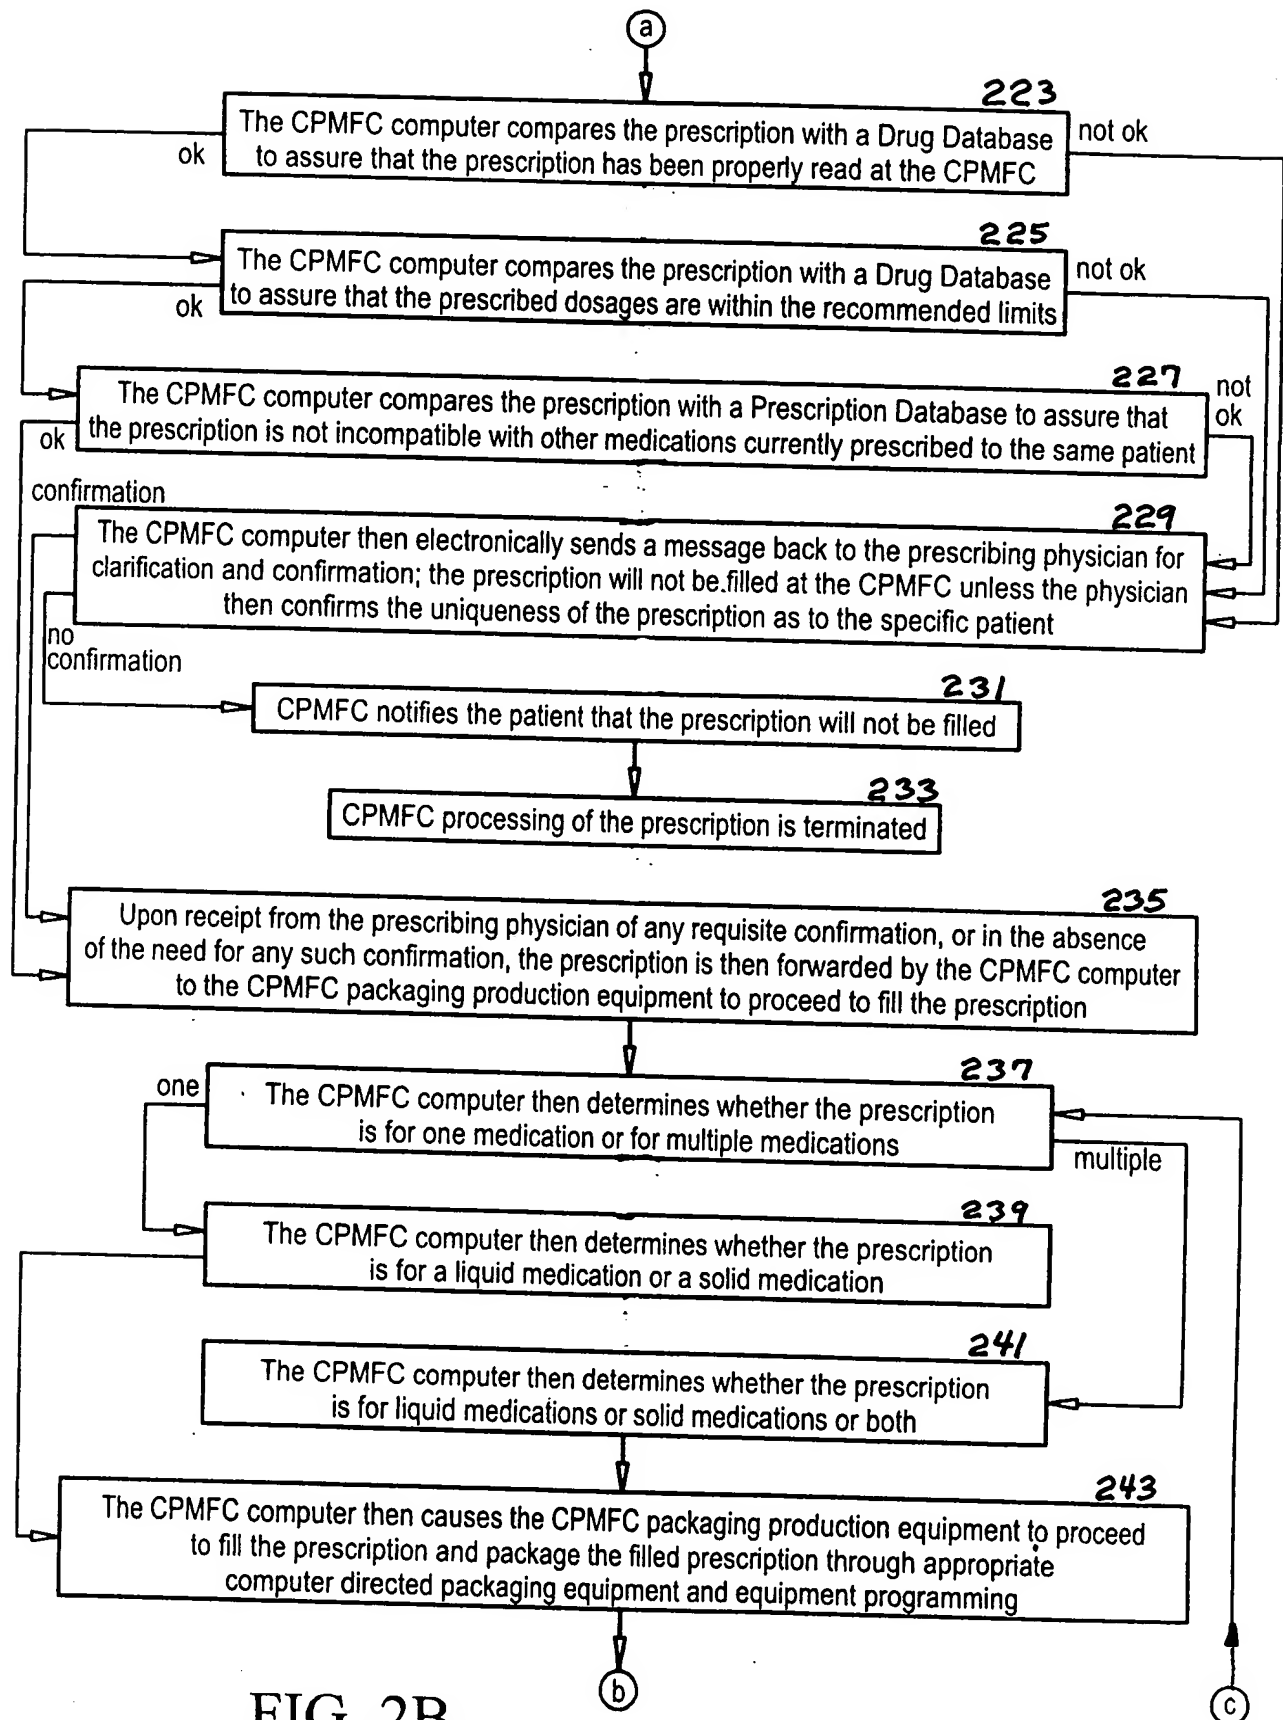 a
223
The CPMFC computer compares the prescription with a Drug Database
to assure that the prescription has been properly read at the CPMFC
ok
not ok
225
The CPMFC computer compares the prescription with a Drug Database
to assure that the prescribed dosages are within the recommended limits
ok
not ok
227
The CPMFC computer compares the prescription with a Prescription Database to assure that
the prescription is not incompatible with other medications currently prescribed to the same patient
ok
not
ok
confirmation
229
The CPMFC computer then electronically sends a message back to the prescribing physician for
clarification and confirmation; the prescription will not be filled at the CPMFC unless the physician
then confirms the uniqueness of the prescription as to the specific patient
no
confirmation
231
CPMFC notifies the patient that the prescription will not be filled
233
CPMFC processing of the prescription is terminated
235
Upon receipt from the prescribing physician of any requisite confirmation, or in the absence
of the need for any such confirmation, the prescription is then forwarded by the CPMFC computer
to the CPMFC packaging production equipment to proceed to fill the prescription
237
one
The CPMFC computer then determines whether the prescription
is for one medication or for multiple medications
multiple
239
The CPMFC computer then determines whether the prescription
is for a liquid medication or a solid medication
241
The CPMFC computer then determines whether the prescription
is for liquid medications or solid medications or both
243
The CPMFC computer then causes the CPMFC packaging production equipment to proceed
to fill the prescription and package the filled prescription through appropriate
computer directed packaging equipment and equipment programming
b
c
FIG. 2B